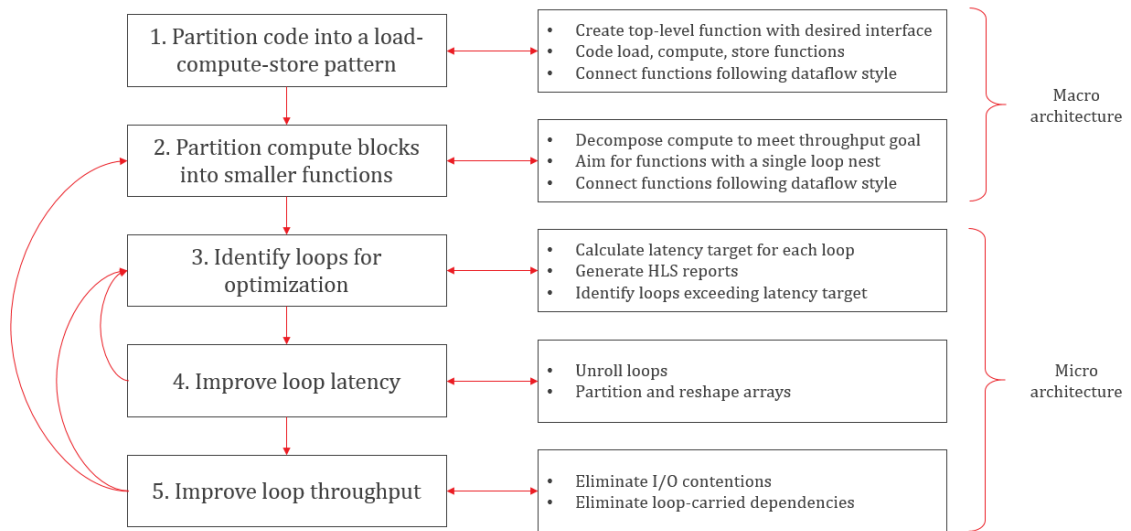 1. Partition code into a load-
compute-store pattern
• Create top-level function with desired interface
• Code load, compute, store functions
• Connect functions following dataflow style
Macro
architecture
2. Partition compute blocks
into smaller functions
• Decompose compute to meet throughput goal
• Aim for functions with a single loop nest
• Connect functions following dataflow style
3. Identify loops for
optimization
• Calculate latency target for each loop
• Generate HLS reports
• Identify loops exceeding latency target
4. Improve loop latency
• Unroll loops
• Partition and reshape arrays
Micro
architecture
5. Improve loop throughput
• Eliminate I/O contentions
• Eliminate loop-carried dependencies